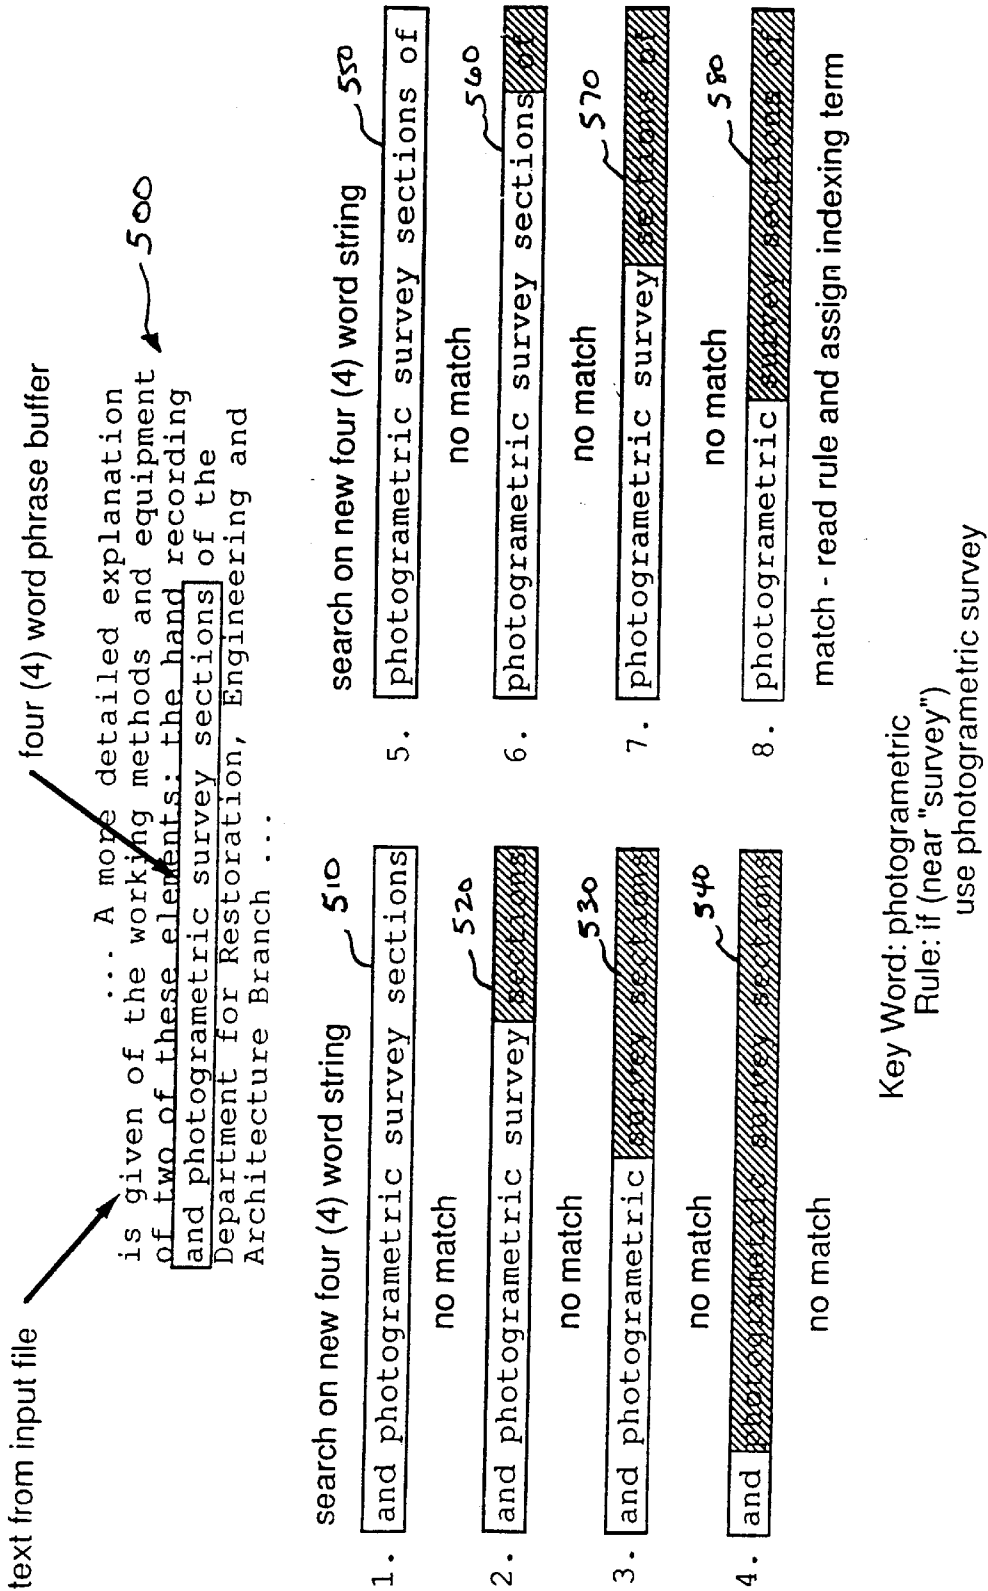 text from input file
four (4) word phrase buffer
... A more detailed explanation
is given of the working methods and equipment
500
of two of these elements: the hand recording
and photogrametric survey sections of the
Department for Restoration, Engineering and
Architecture Branch ...
search on new four (4) word string
510
1. and photogrametric survey sections
no match
520
2. and photogrametric survey sections
no match
530
3. and photogrametric survey sections
no match
540
4. and photogrametric survey sections
no match
search on new four (4) word string
550
5. photogrametric survey sections of
no match
560
6. photogrametric survey sections of
no match
570
7. photogrametric survey sections of
no match
580
8. photogrametric survey sections of
match - read rule and assign indexing term
Key Word: photogrametric
Rule: if (near "survey")
use photogrametric survey